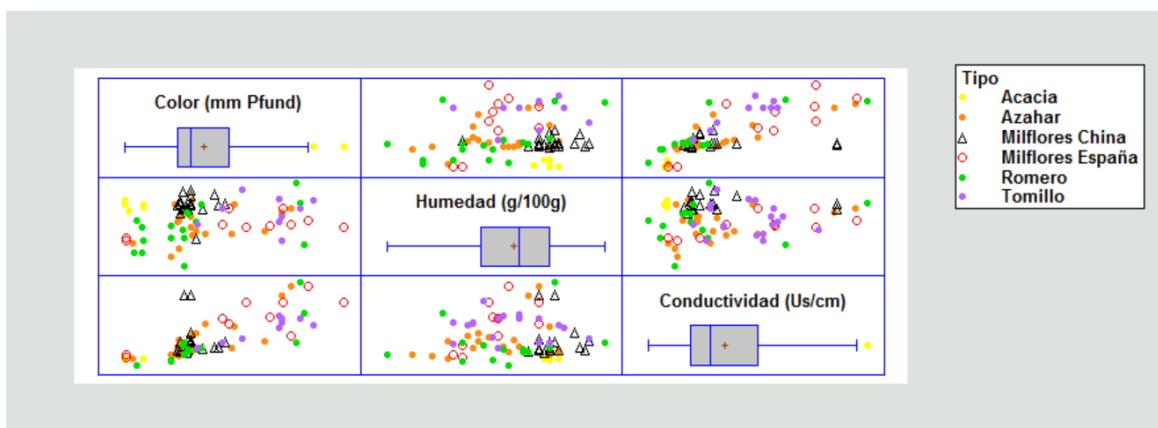 Color (mm Pfund)
Humedad (g/100g)
Conductividad (Us/cm)
Tipo
Acacia
Azahar
Milflores China
Milflores España
Romero
Tomillo